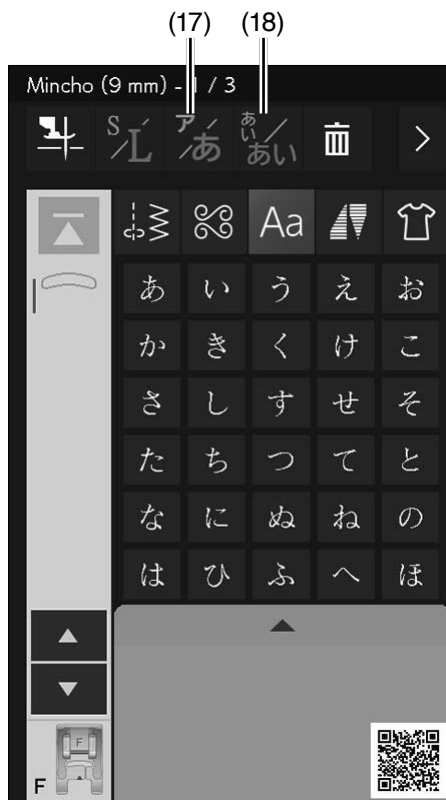 (17) (18)
Mincho (9 mm) - 1 / 3
S/L ア/あ あい/あい
Aa
あ い う え お
か き く け こ
さ し す せ そ
た ち つ て と
な に ぬ ね の
は ひ ふ へ ほ
F
F